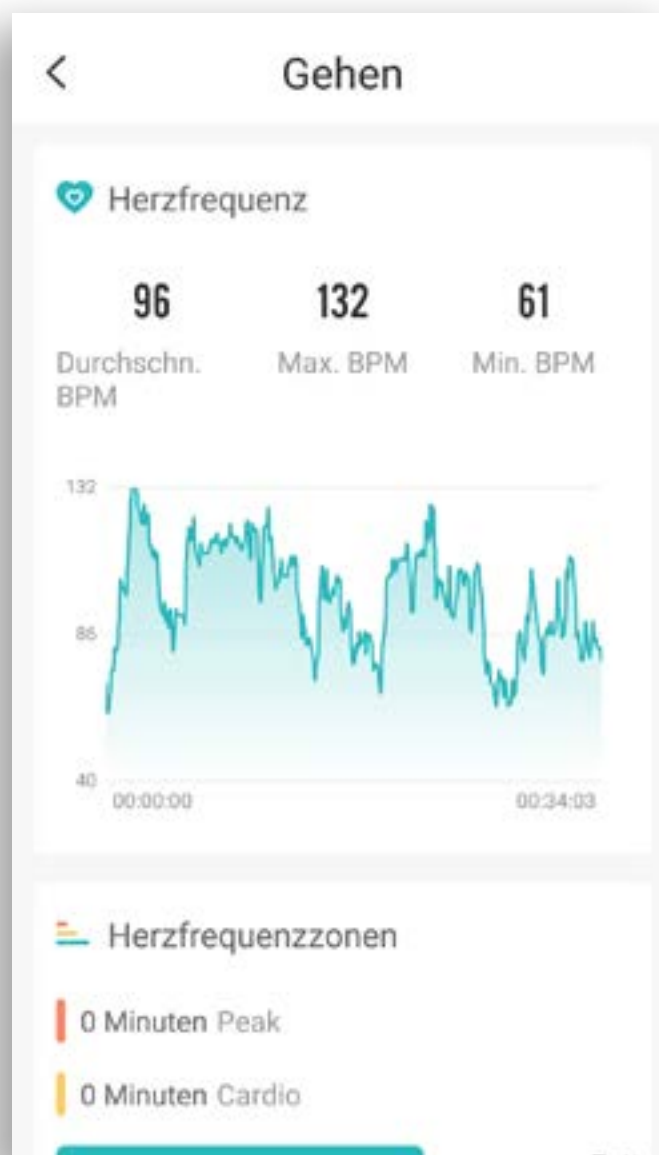 Gehen
Herzfrequenz
96 132 61
Durchschn. Max. BPM Min. BPM
BPM
132
86
40
00:00:00 00:34:03
Herzfrequenzzonen
0 Minuten Peak
0 Minuten Cardio